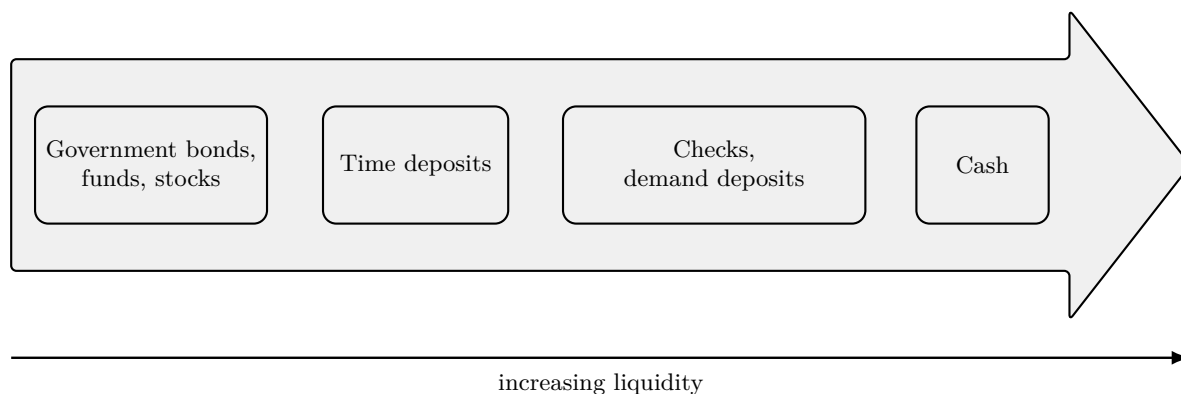 Government bonds,
funds, stocks
Time deposits
Checks,
demand deposits
Cash
increasing liquidity